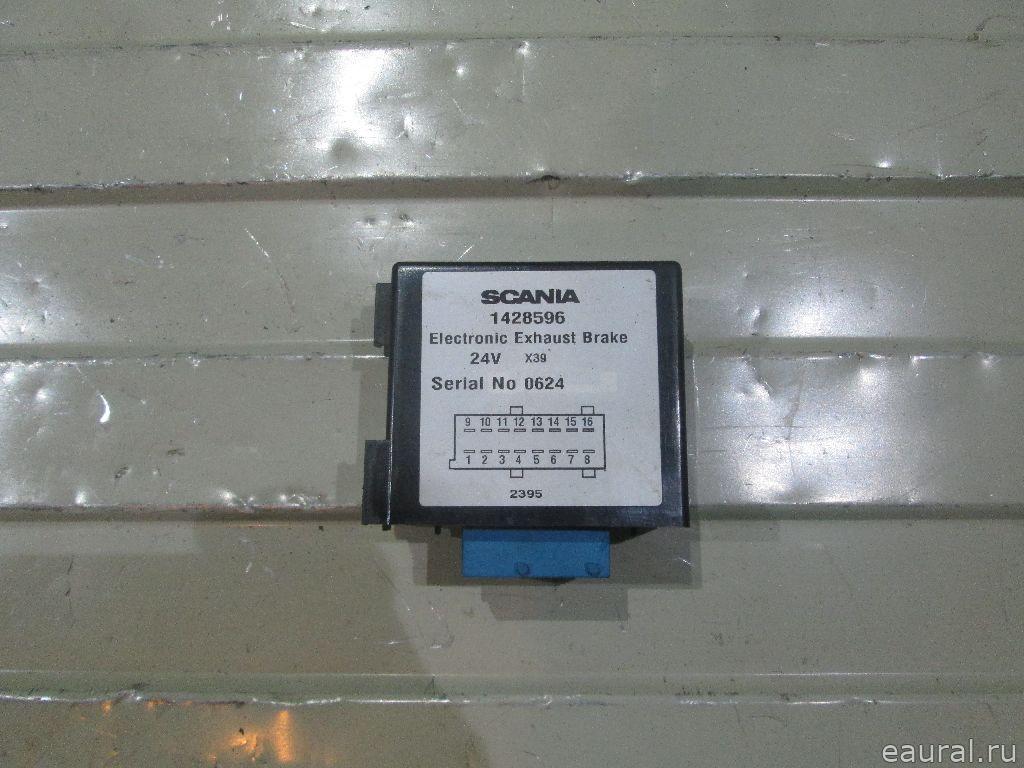 SCANIA
1428596
Electronic Exhaust Brake
24V X39
Serial No 0624
9 10 11 12 13 14 15 16
1 2 3 4 5 6 7 8
2395
eaural.ru